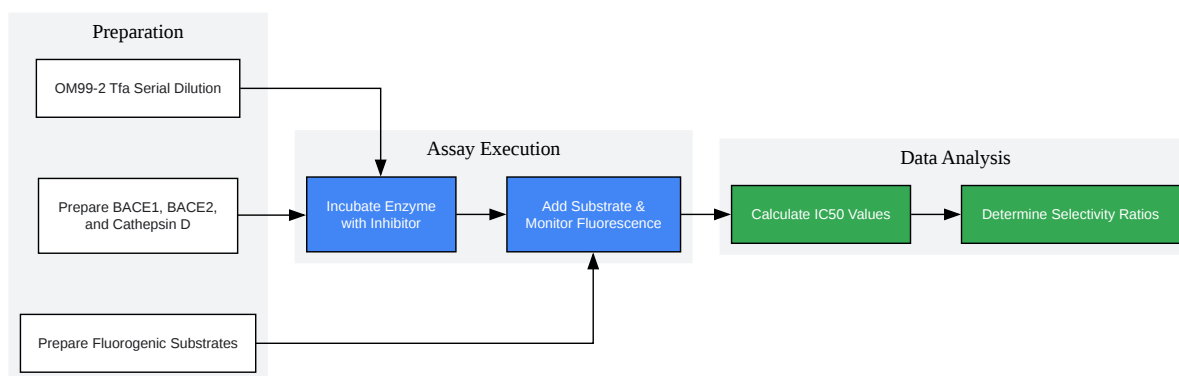 Preparation
OM99-2 Tfa Serial Dilution
Prepare BACE1, BACE2,
and Cathepsin D
Prepare Fluorogenic Substrates
Assay Execution
Incubate Enzyme
with Inhibitor
Add Substrate &
Monitor Fluorescence
Data Analysis
Calculate IC50 Values
Determine Selectivity Ratios